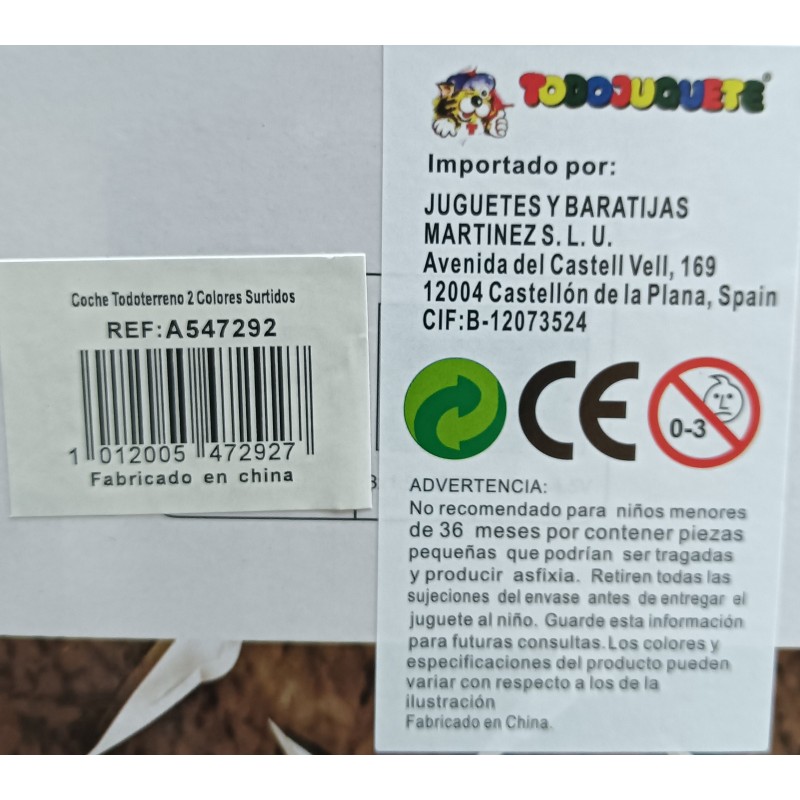 Coche Todoterreno 2 Colores Surtidos
REF:A547292
1 012005 472927
Fabricado en china
TODOJUGUETE®
Importado por:
JUGUETES Y BARATIJAS
MARTINEZ S. L. U.
Avenida del Castell Vell, 169
12004 Castellón de la Plana, Spain
CIF:B-12073524
CE
0-3
ADVERTENCIA:
No recomendado para niños menores
de 36 meses por contener piezas
pequeñas que podrían ser tragadas
y producir asfixia. Retiren todas las
sujeciones del envase antes de entregar el
juguete al niño. Guarde esta información
para futuras consultas. Los colores y
especificaciones del producto pueden
variar con respecto a los de la
ilustración
Fabricado en China.